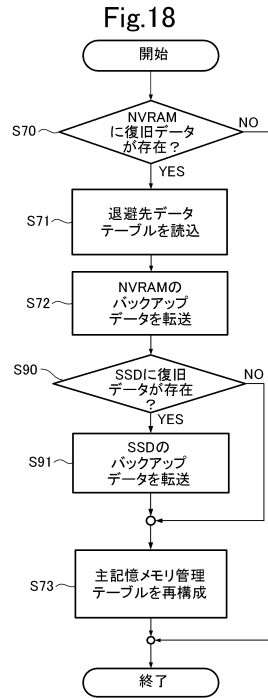 Fig.18
開始
S70
NVRAM
に復旧データ
が存在？
NO
YES
S71
退避先データ
テーブルを読込
S72
NVRAMの
バックアップ
データを転送
S90
SSDに復旧
データが存在
？
NO
YES
S91
SSDの
バックアップ
データを転送
S73
主記憶メモリ管理
テーブルを再構成
終了